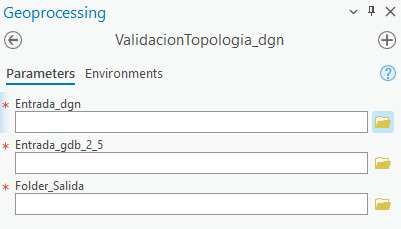 Geoprocessing
ValidacionTopologia_dgn
Parameters Environments
* Entrada_dgn
* Entrada_gdb_2_5
* Folder_Salida